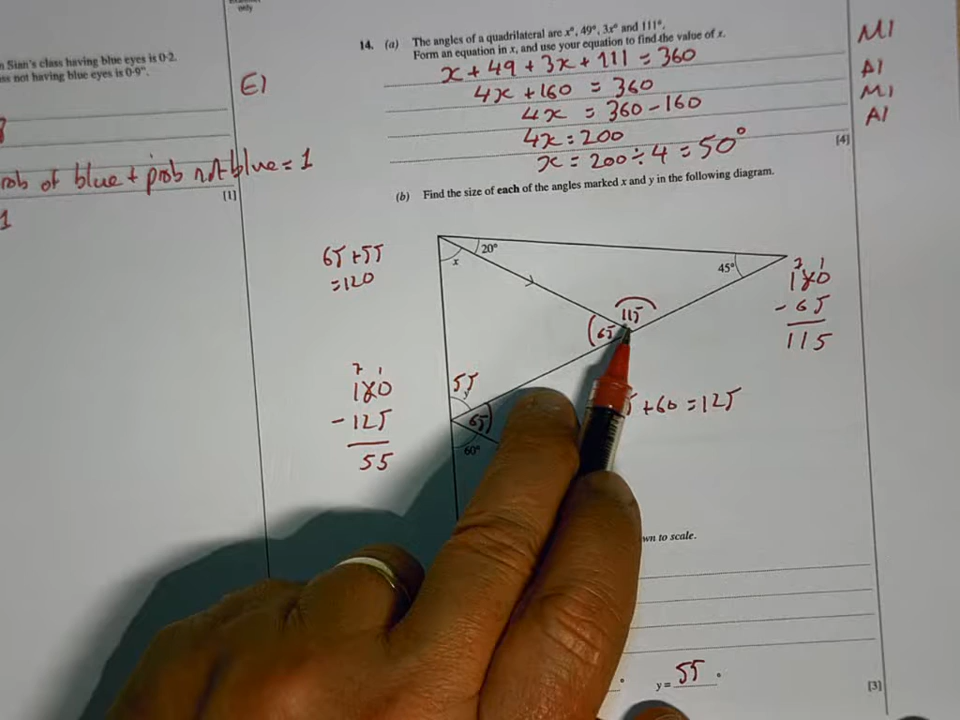 only
n Sian's class having blue eyes is 0·2.
ss not having blue eyes is 0·9".
E1
rob of blue + prob not blue = 1
[1]
1
14. (a) The angles of a quadrilateral are x°, 49°, 3x° and 111°.
Form an equation in x, and use your equation to find the value of x.
x + 49 + 3x + 111 = 360
4x + 160 = 360
4x = 360 - 160
4x = 200
x = 200 ÷ 4 = 50°
M1
A1
M1
A1
[4]
(b) Find the size of each of the angles marked x and y in the following diagram.
65 + 55
= 120
20°
x
45°
115
65
7 1
180
- 65
115
55
y
65
60°
7 1
180
- 125
55
+ 60 = 125
wn to scale.
°
y = 55 °
[3]